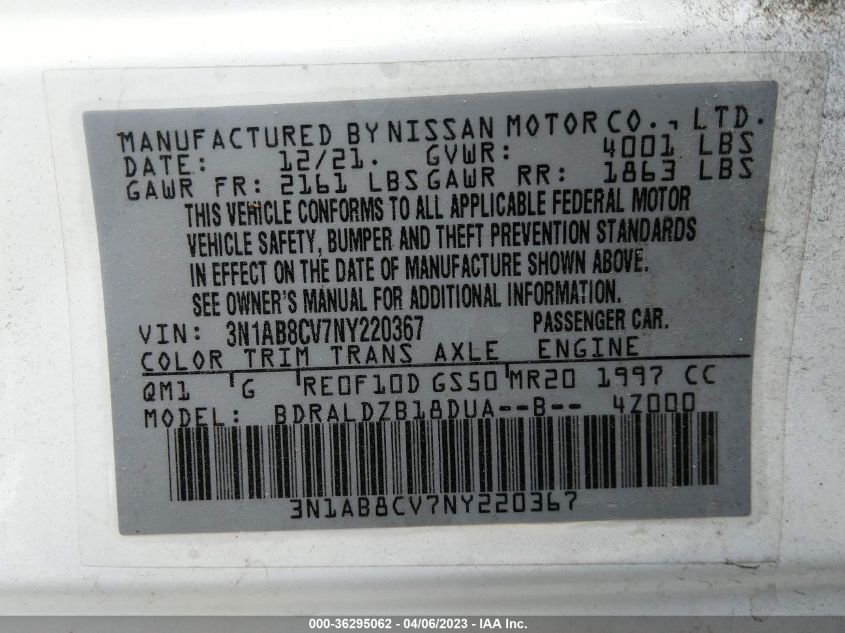 MANUFACTURED BY NISSAN MOTOR CO., LTD.
DATE: 12/21. GVWR: 4001 LBS
GAWR FR: 2161 LBS GAWR RR: 1863 LBS
THIS VEHICLE CONFORMS TO ALL APPLICABLE FEDERAL MOTOR
VEHICLE SAFETY, BUMPER AND THEFT PREVENTION STANDARDS
IN EFFECT ON THE DATE OF MANUFACTURE SHOWN ABOVE.
SEE OWNER'S MANUAL FOR ADDITIONAL INFORMATION.
VIN: 3N1AB8CV7NY220367 PASSENGER CAR.
COLOR TRIM TRANS AXLE ENGINE
QM1 'G 'RE0F10D GS50'MR20 1997 CC
MODEL: BDRALDZB18DUA--B-- 4Z000
3N1AB8CV7NY220367
000-36295062 - 04/06/2023 - IAA Inc.